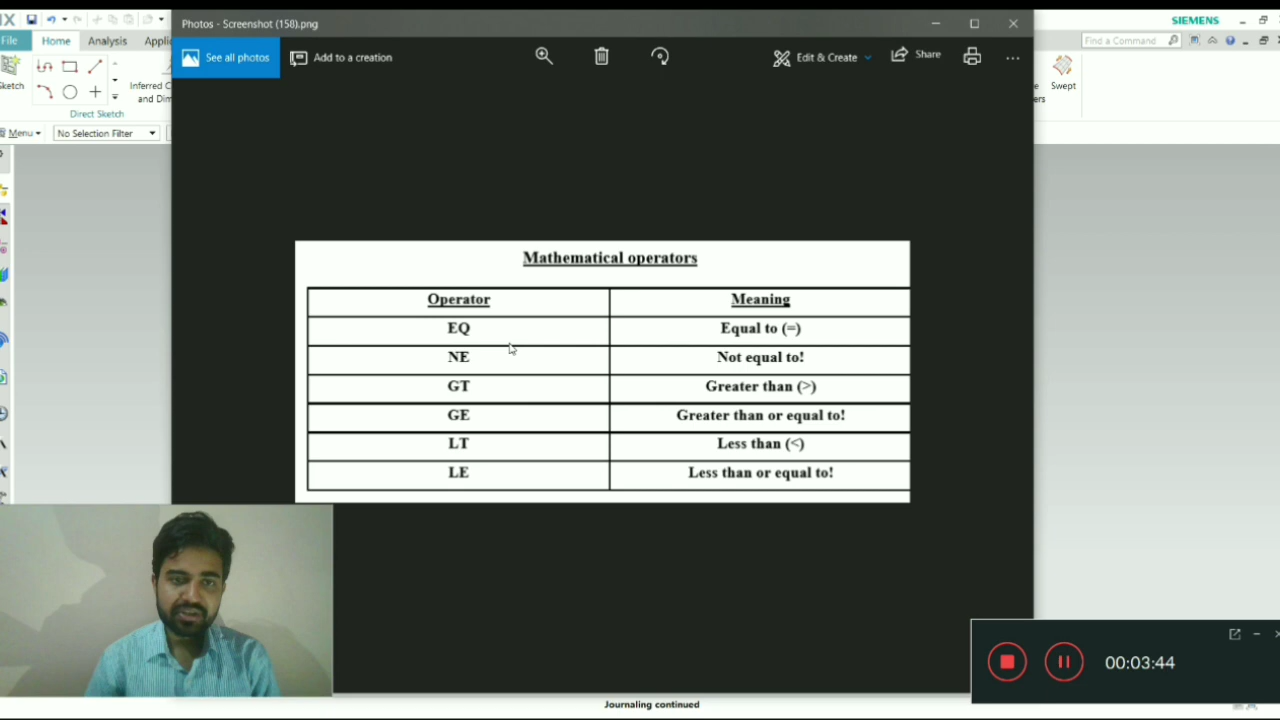 Photos - Screenshot (158).png
SIEMENS
File
Home
Analysis
Find a Command
See all photos
Add to a creation
Edit & Create
Share
Swept
Direct Sketch
Menu
No Selection Filter
Mathematical operators
Operator Meaning
EQ Equal to (=)
NE Not equal to!
GT Greater than (>)
GE Greater than or equal to!
LT Less than (<)
LE Less than or equal to!
00:03:44
Journaling continued